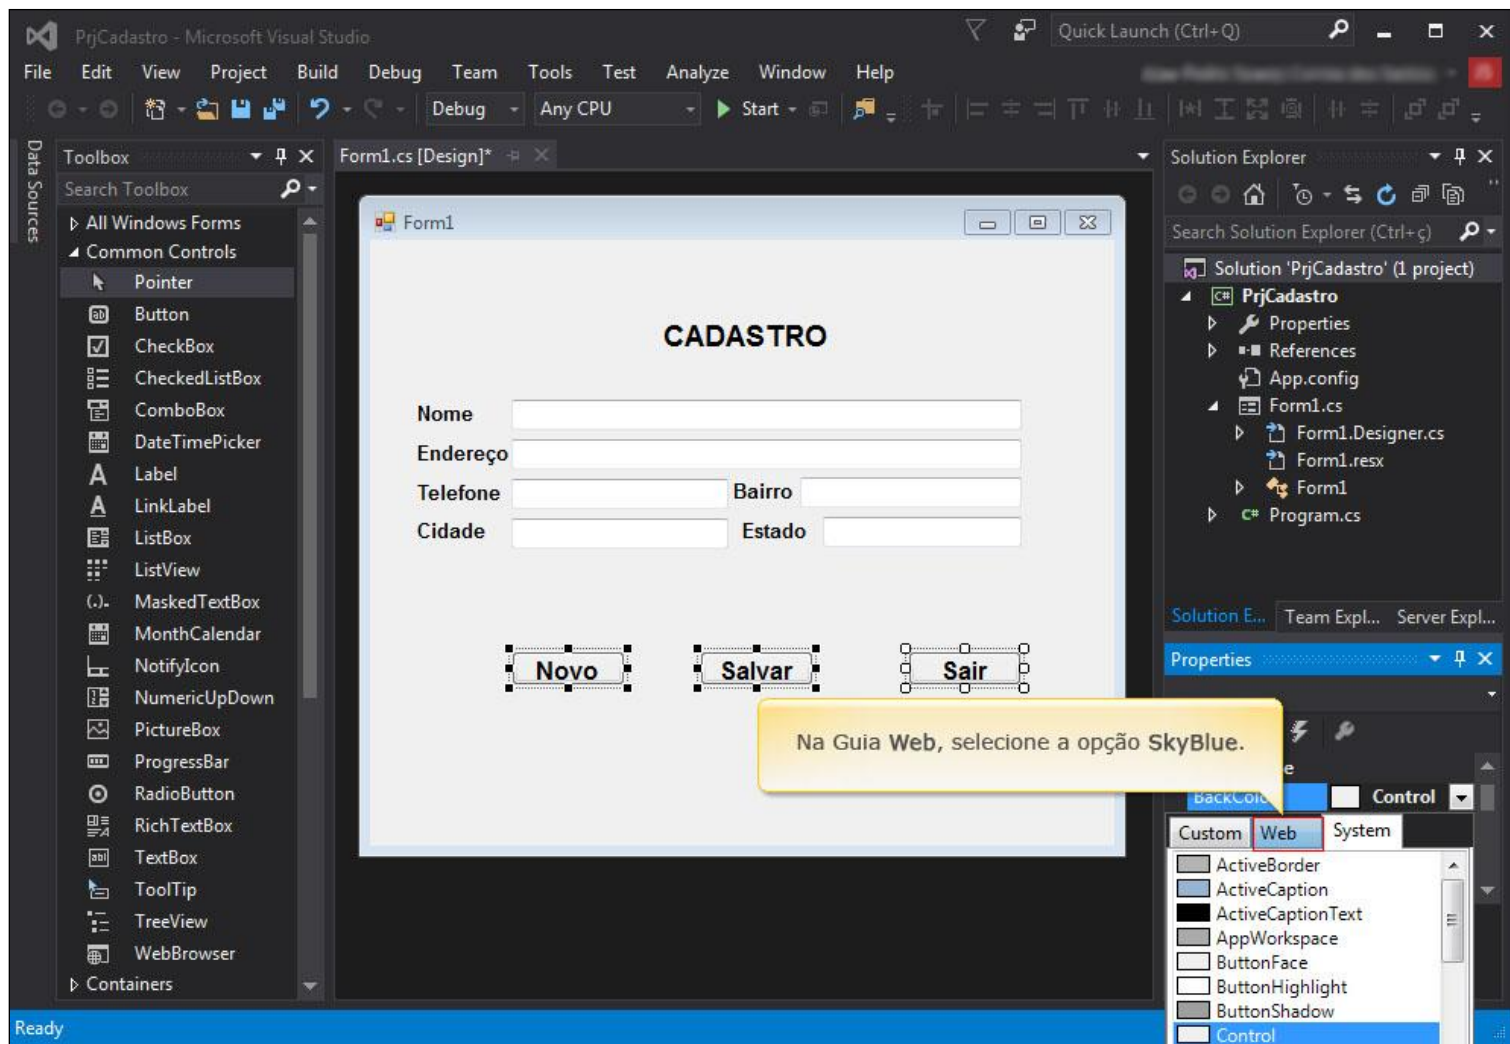 PrjCadastro - Microsoft Visual Studio
Quick Launch (Ctrl+Q)
File Edit View Project Build Debug Team Tools Test Analyze Window Help
Debug Any CPU Start
Data Sources
Toolbox
Search Toolbox
All Windows Forms
Common Controls
Pointer
Button
CheckBox
CheckedListBox
ComboBox
DateTimePicker
Label
LinkLabel
ListBox
ListView
MaskedTextBox
MonthCalendar
NotifyIcon
NumericUpDown
PictureBox
ProgressBar
RadioButton
RichTextBox
TextBox
ToolTip
TreeView
WebBrowser
Containers
Form1.cs [Design]*
Form1
CADASTRO
Nome
Endereço
Telefone Bairro
Cidade Estado
Novo Salvar Sair
Na Guia Web, selecione a opção SkyBlue.
Solution Explorer
Search Solution Explorer (Ctrl+ç)
Solution 'PrjCadastro' (1 project)
C# PrjCadastro
Properties
References
App.config
Form1.cs
Form1.Designer.cs
Form1.resx
Form1
C# Program.cs
Solution E... Team Expl... Server Expl...
Properties
e
BackColo Control
Custom Web System
ActiveBorder
ActiveCaption
ActiveCaptionText
AppWorkspace
ButtonFace
ButtonHighlight
ButtonShadow
Control
Ready